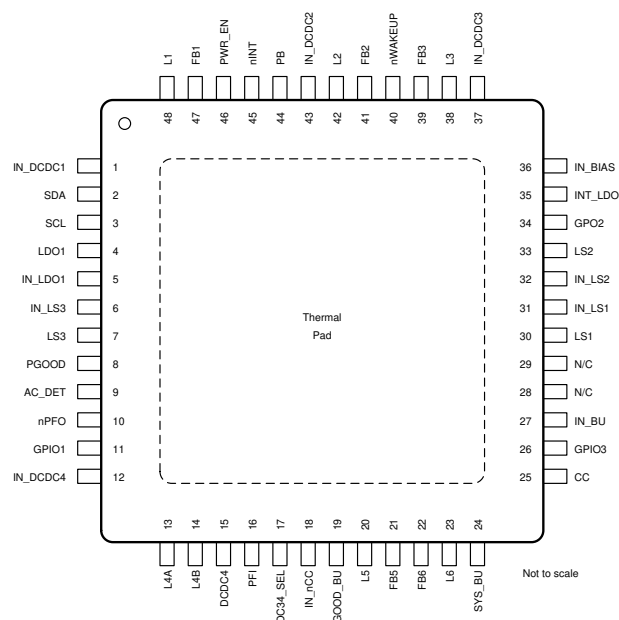 L1
FB1
PWR_EN
nINT
PB
IN_DCDC2
L2
FB2
nWAKEUP
FB3
L3
IN_DCDC3
48
47
46
45
44
43
42
41
40
39
38
37
IN_DCDC1 1
SDA 2
SCL 3
LDO1 4
IN_LDO1 5
IN_LS3 6
LS3 7
PGOOD 8
AC_DET 9
nPFO 10
GPIO1 11
IN_DCDC4 12
Thermal
Pad
36 IN_BIAS
35 INT_LDO
34 GPO2
33 LS2
32 IN_LS2
31 IN_LS1
30 LS1
29 N/C
28 N/C
27 IN_BU
26 GPIO3
25 CC
13
14
15
16
17
18
19
20
21
22
23
24
L4A
L4B
DCDC4
PFI
DC34_SEL
IN_nCC
GOOD_BU
L5
FB5
FB6
L6
SYS_BU
Not to scale